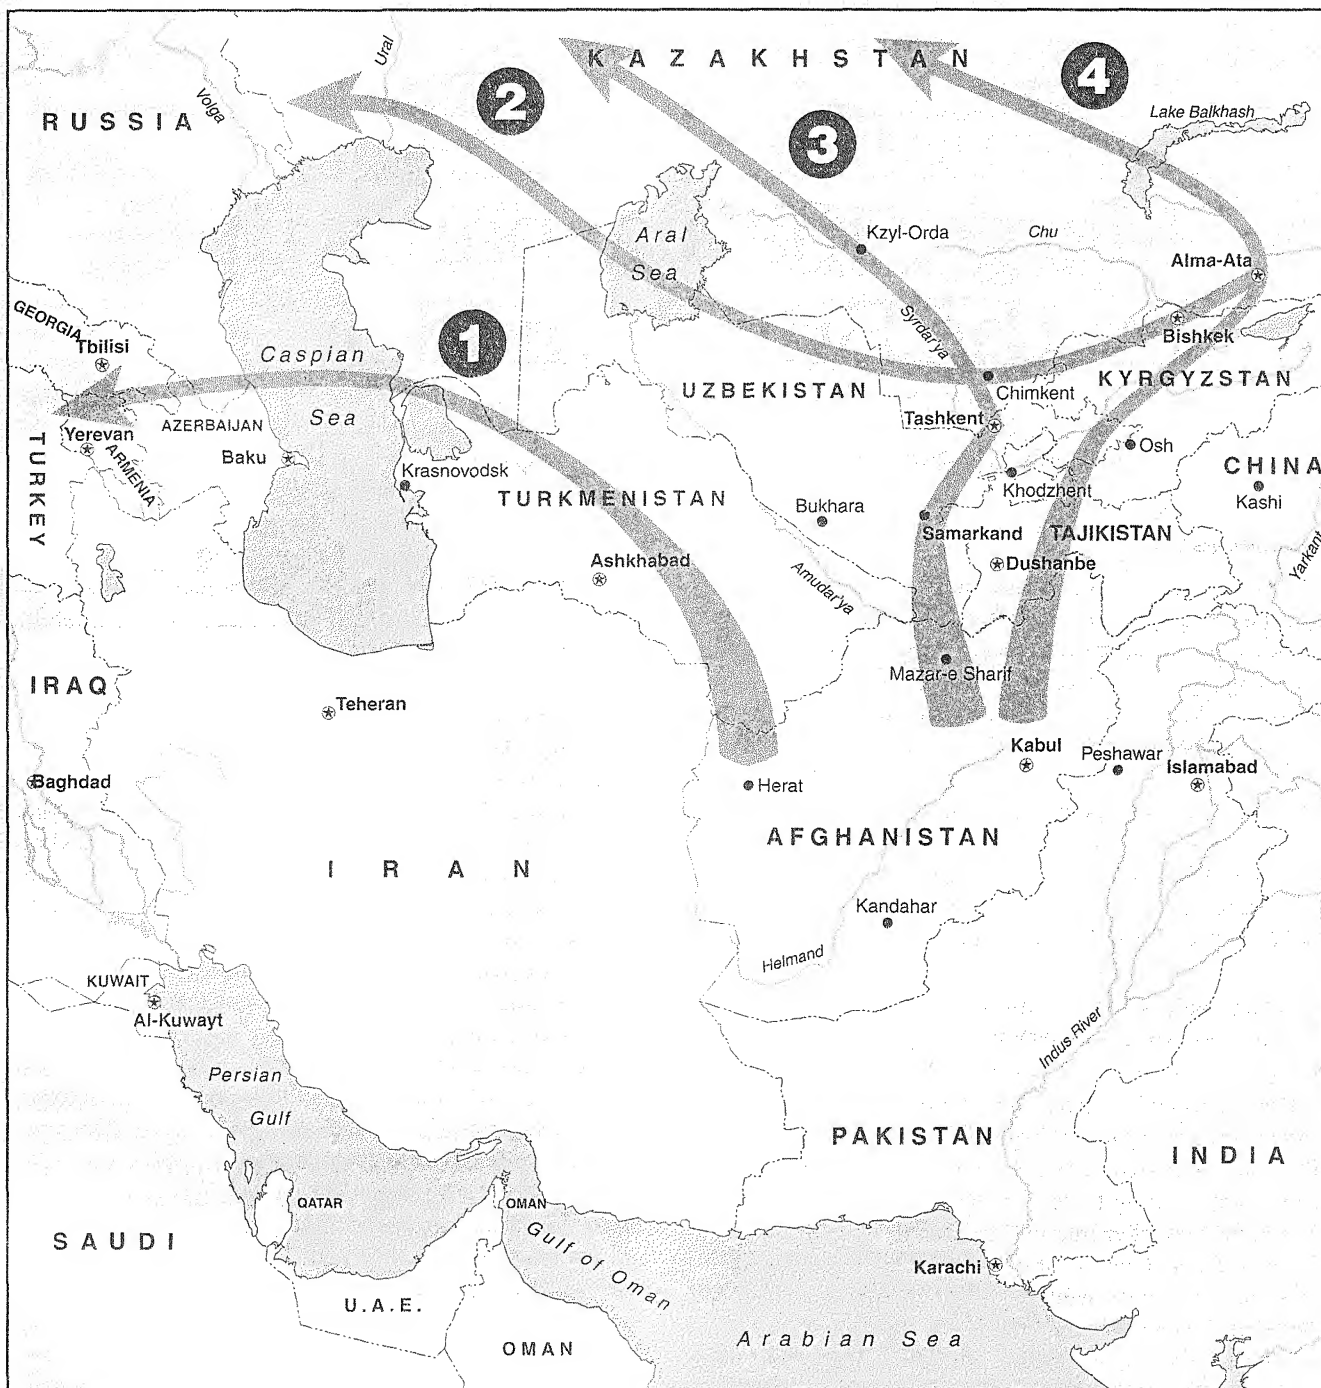 KAZAKHSTAN
4
2
Ural
Volga
RUSSIA
Lake Balkhash
3
Aral
Sea
Kzyl-Orda
Chu
Alma-Ata
GEORGIA
Tbilisi
Caspian
Sea
1
Syrdar'ya
Bishkek
UZBEKISTAN
KYRGYZSTAN
Chimkent
Tashkent
TURKEY
Yerevan
ARMENIA
AZERBAIJAN
Baku
Krasnovodsk
Osh
CHINA
Khodzhent
Kashi
TURKMENISTAN
Bukhara
Samarkand
TAJIKISTAN
Ashkhabad
Dushanbe
Amudar'ya
Yarkant
IRAQ
Mazar-e Sharif
Teheran
Kabul
Peshawar
Islamabad
Baghdad
Herat
AFGHANISTAN
IRAN
Kandahar
Helmand
KUWAIT
Al-Kuwayt
Indus River
Persian
Gulf
PAKISTAN
INDIA
QATAR
OMAN
SAUDI
Gulf of Oman
Karachi
U.A.E.
OMAN
Arabian Sea